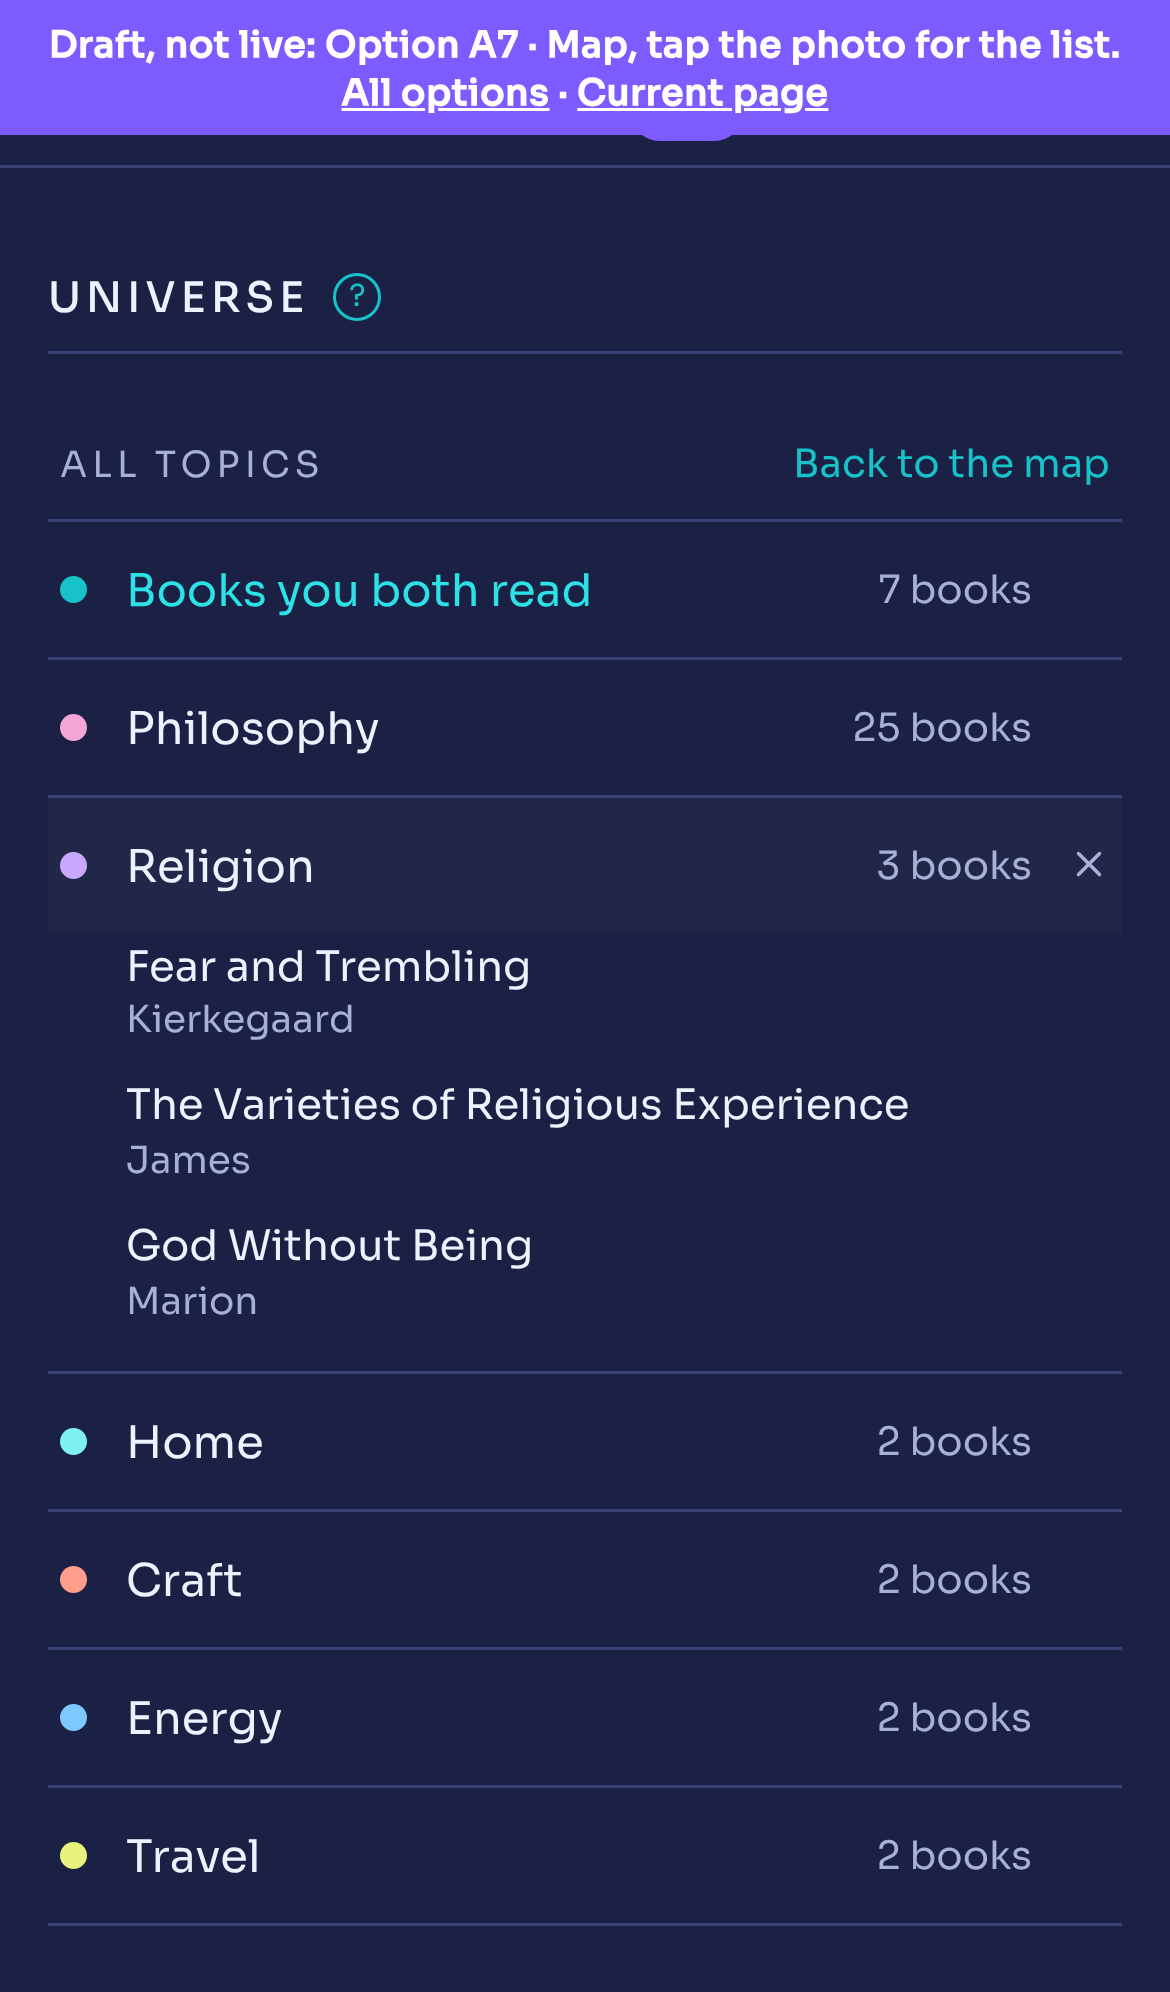 Draft, not live: Option A7 · Map, tap the photo for the list.
All options · Current page
UNIVERSE ?
ALL TOPICS Back to the map
Books you both read 7 books
Philosophy 25 books
Religion 3 books ×
Fear and Trembling
Kierkegaard
The Varieties of Religious Experience
James
God Without Being
Marion
Home 2 books
Craft 2 books
Energy 2 books
Travel 2 books